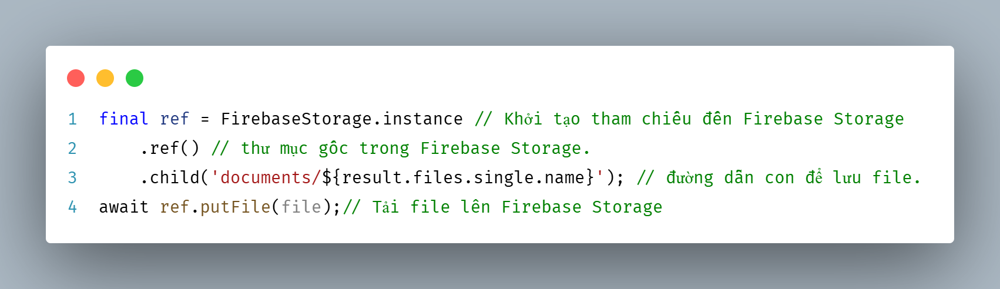 1 final ref = FirebaseStorage.instance // Khởi tạo tham chiếu đến Firebase Storage
2     .ref() // thư mục gốc trong Firebase Storage.
3     .child('documents/${result.files.single.name}'); // đường dẫn con để lưu file.
4 await ref.putFile(file);// Tải file lên Firebase Storage